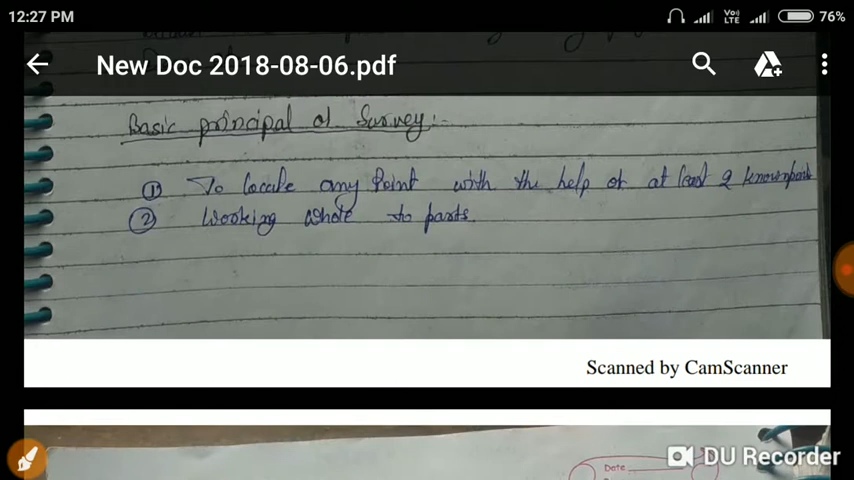 12:27 PM
VoJ LTE
76%
New Doc 2018-08-06.pdf
Basic principal of Survey:-
① To locate any Point with the help of at least 2 known
② Working whole to parts.
Scanned by CamScanner
Date
DU Recorder